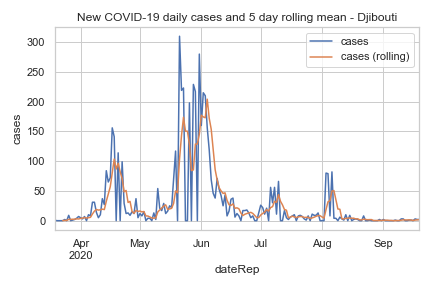 New COVID-19 daily cases and 5 day rolling mean - Djibouti
cases
cases (rolling)
300
250
200
150
100
50
0
cases
Apr
2020
May
Jun
Jul
Aug
Sep
dateRep